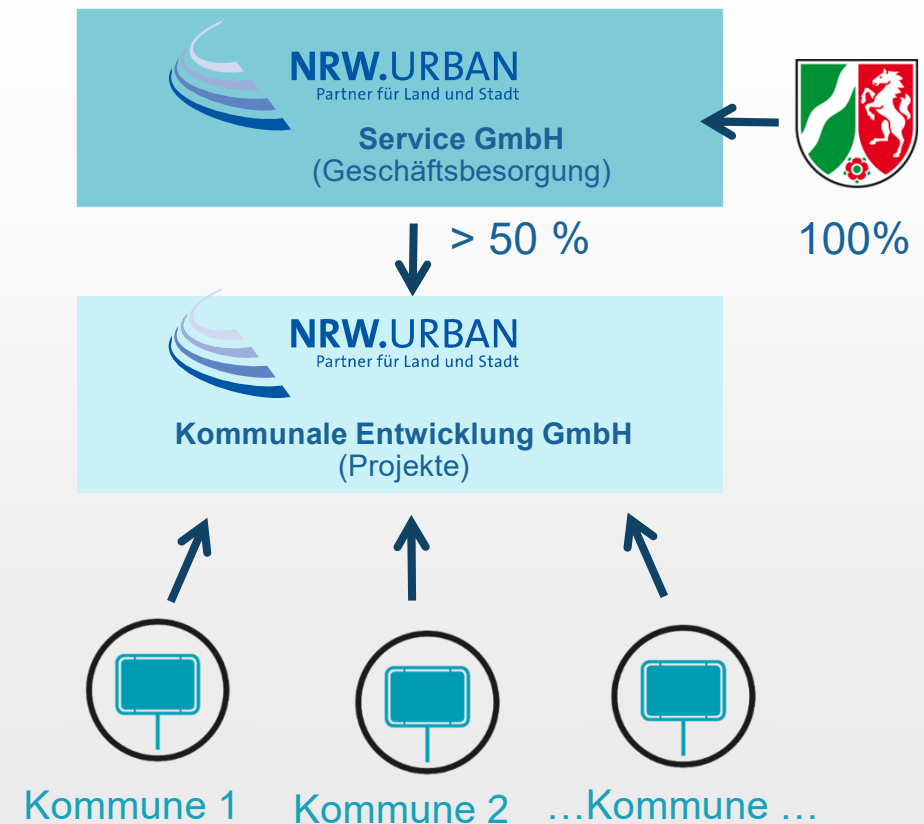 NRW.URBAN
Partner für Land und Stadt
Service GmbH
(Geschäftsbesorgung)
> 50 %
100%
NRW.URBAN
Partner für Land und Stadt
Kommunale Entwicklung GmbH
(Projekte)
Kommune 1
Kommune 2
…Kommune …